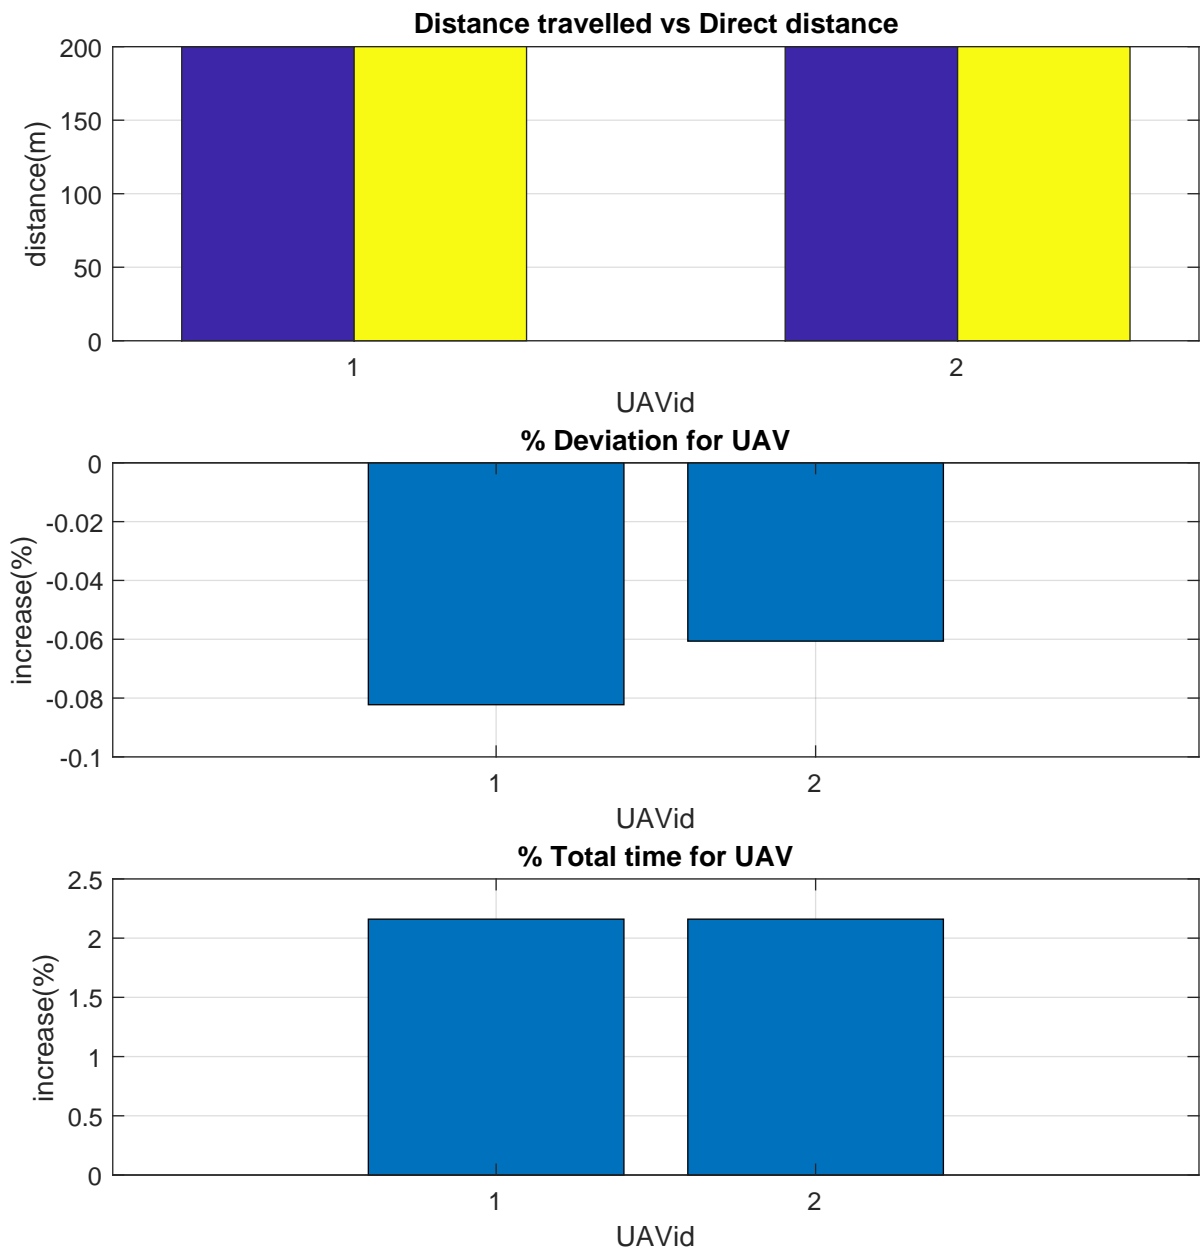 Distance travelled vs Direct distance
200
150
100
50
0
distance(m)
1 2
UAVid
% Deviation for UAV
0
-0.02
-0.04
-0.06
-0.08
-0.1
increase(%)
1 2
UAVid
% Total time for UAV
2.5
2
1.5
1
0.5
0
increase(%)
1 2
UAVid